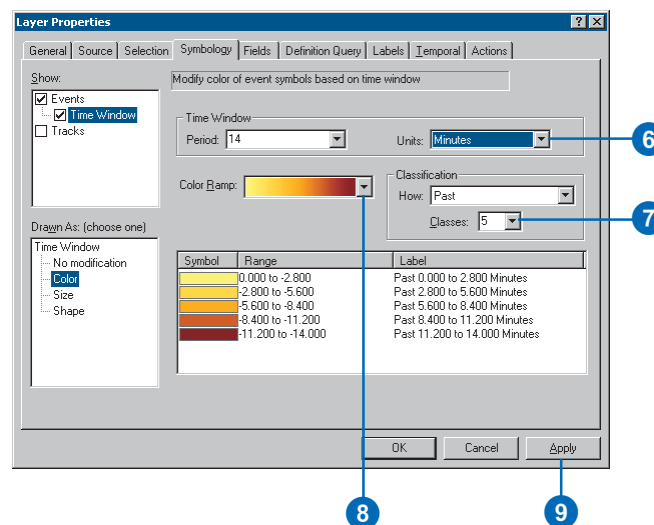 Layer Properties
General Source Selection Symbology Fields Definition Query Labels Temporal Actions
Show:
Events
Time Window
Tracks
Modify color of event symbols based on time window
Time Window
Period: 14
Units: Minutes
6
Color Ramp:
Classification
How: Past
Classes: 5
7
Drawn As: (choose one)
Time Window
No modification
Color
Size
Shape
Symbol Range Label
0.000 to -2.800 Past 0.000 to 2.800 Minutes
-2.800 to -5.600 Past 2.800 to 5.600 Minutes
-5.600 to -8.400 Past 5.600 to 8.400 Minutes
-8.400 to -11.200 Past 8.400 to 11.200 Minutes
-11.200 to -14.000 Past 11.200 to 14.000 Minutes
OK Cancel Apply
8 9